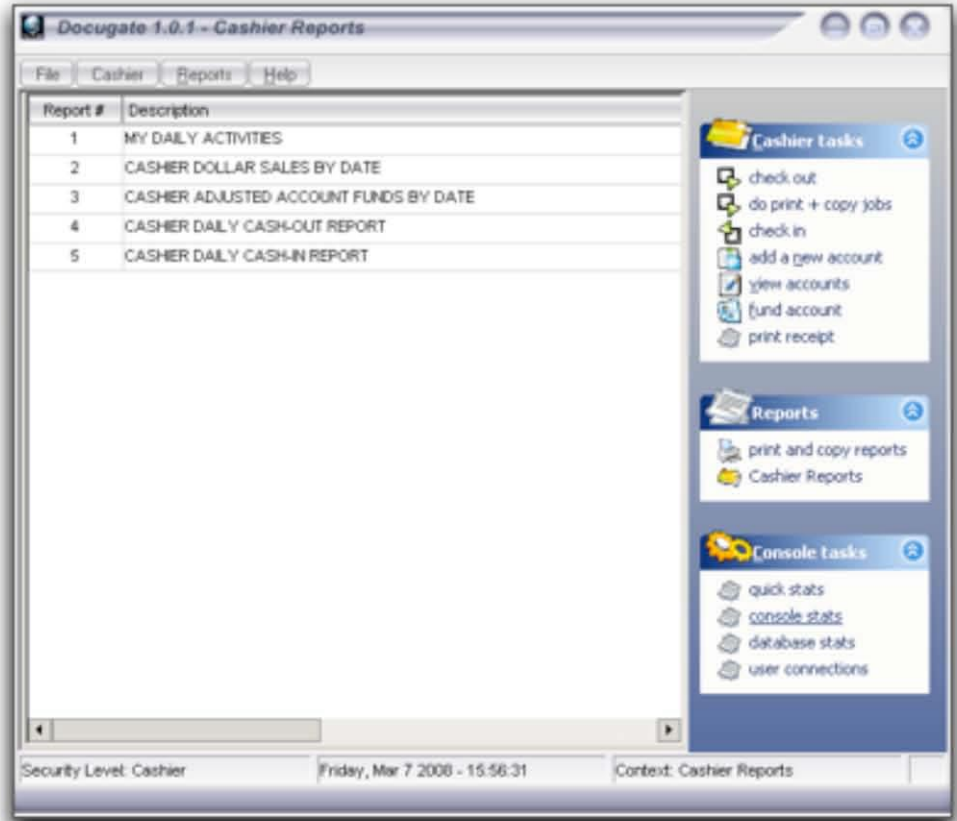 Docugate 1.0.1 - Cashier Reports
File Cashier Reports Help
Report # Description
1 MY DAILY ACTIVITIES
2 CASHIER DOLLAR SALES BY DATE
3 CASHIER ADJUSTED ACCOUNT FUNDS BY DATE
4 CASHIER DAILY CASH-OUT REPORT
5 CASHIER DAILY CASH-IN REPORT
Cashier tasks
check out
do print + copy jobs
check in
add a new account
view accounts
fund account
print receipt
Reports
print and copy reports
Cashier Reports
Console tasks
quick stats
console stats
database stats
user connections
Security Level: Cashier Friday, Mar 7 2008 - 15:56:31 Context: Cashier Reports